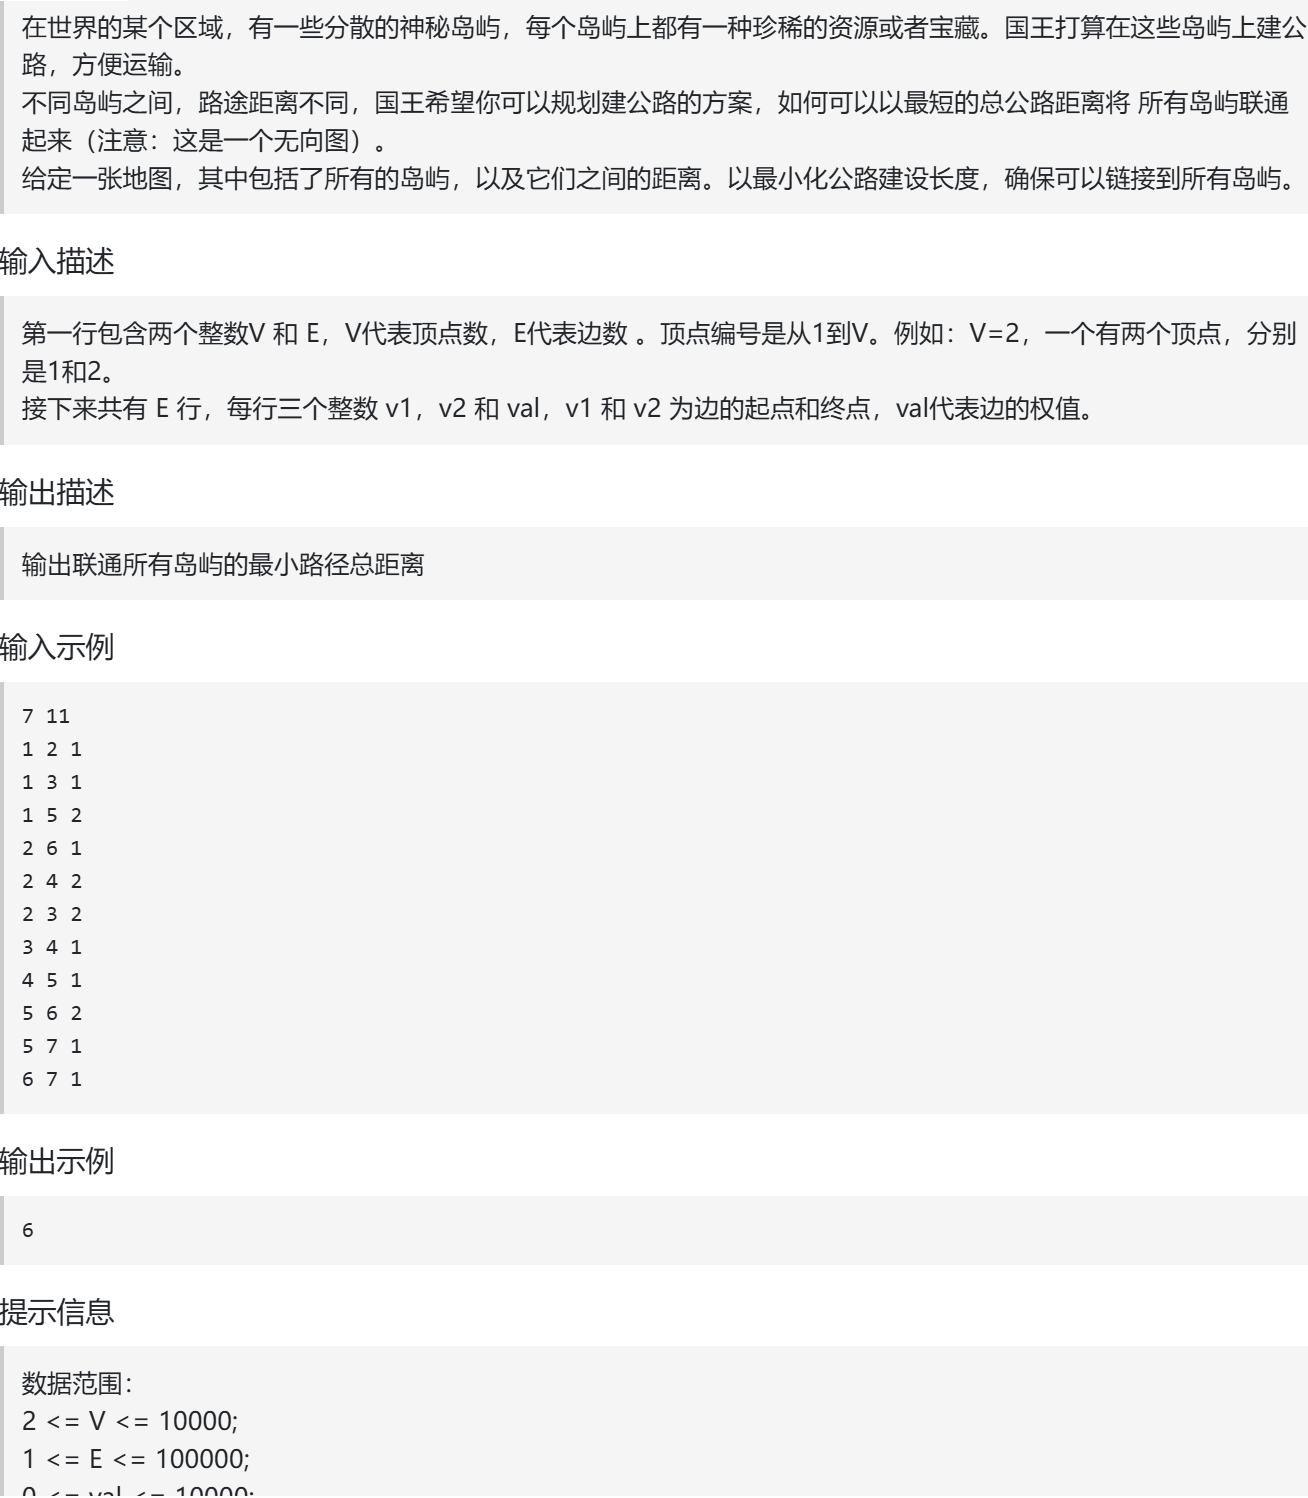 在世界的某个区域，有一些分散的神秘岛屿，每个岛屿上都有一种珍稀的资源或者宝藏。国王打算在这些岛屿上建公
路，方便运输。
不同岛屿之间，路途距离不同，国王希望你可以规划建公路的方案，如何可以以最短的总公路距离将 所有岛屿联通
起来（注意：这是一个无向图）。
给定一张地图，其中包括了所有的岛屿，以及它们之间的距离。以最小化公路建设长度，确保可以链接到所有岛屿。
输入描述
第一行包含两个整数V 和 E，V代表顶点数，E代表边数 。顶点编号是从1到V。例如：V=2，一个有两个顶点，分别
是1和2。
接下来共有 E 行，每行三个整数 v1，v2 和 val，v1 和 v2 为边的起点和终点，val代表边的权值。
输出描述
输出联通所有岛屿的最小路径总距离
输入示例
7 11
1 2 1
1 3 1
1 5 2
2 6 1
2 4 2
2 3 2
3 4 1
4 5 1
5 6 2
5 7 1
6 7 1
输出示例
6
提示信息
数据范围：
2 <= V <= 10000;
1 <= E <= 100000;
0 <= val <= 10000;